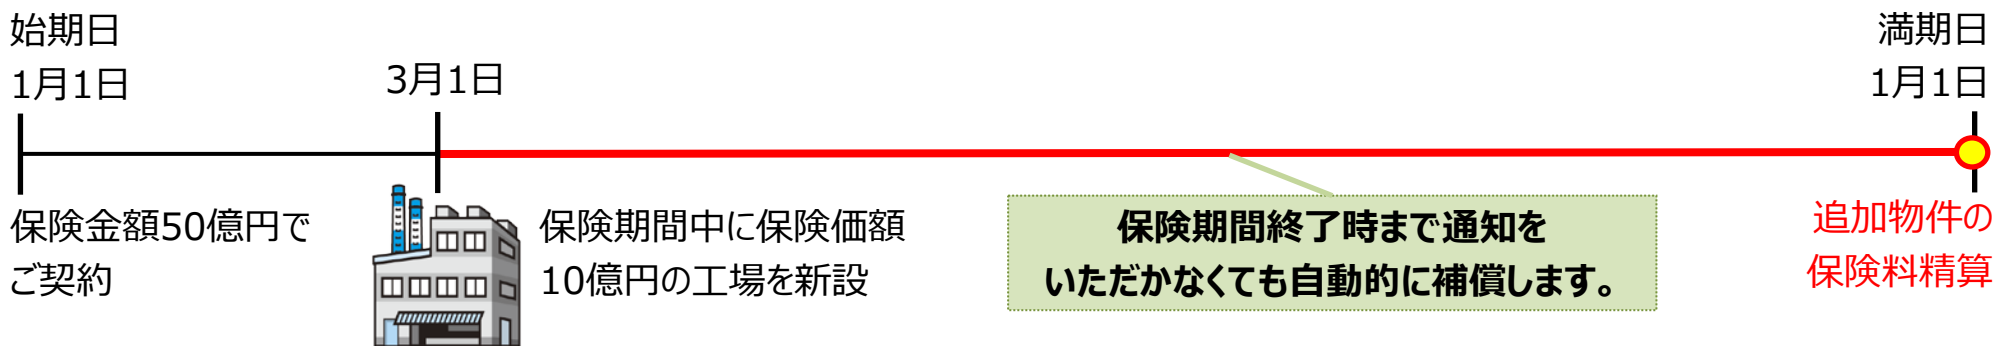 始期日
1月1日
3月1日
満期日
1月1日
保険金額50億円で
ご契約
保険期間中に保険価額
10億円の工場を新設
保険期間終了時まで通知を
いただかなくても自動的に補償します。
追加物件の
保険料精算